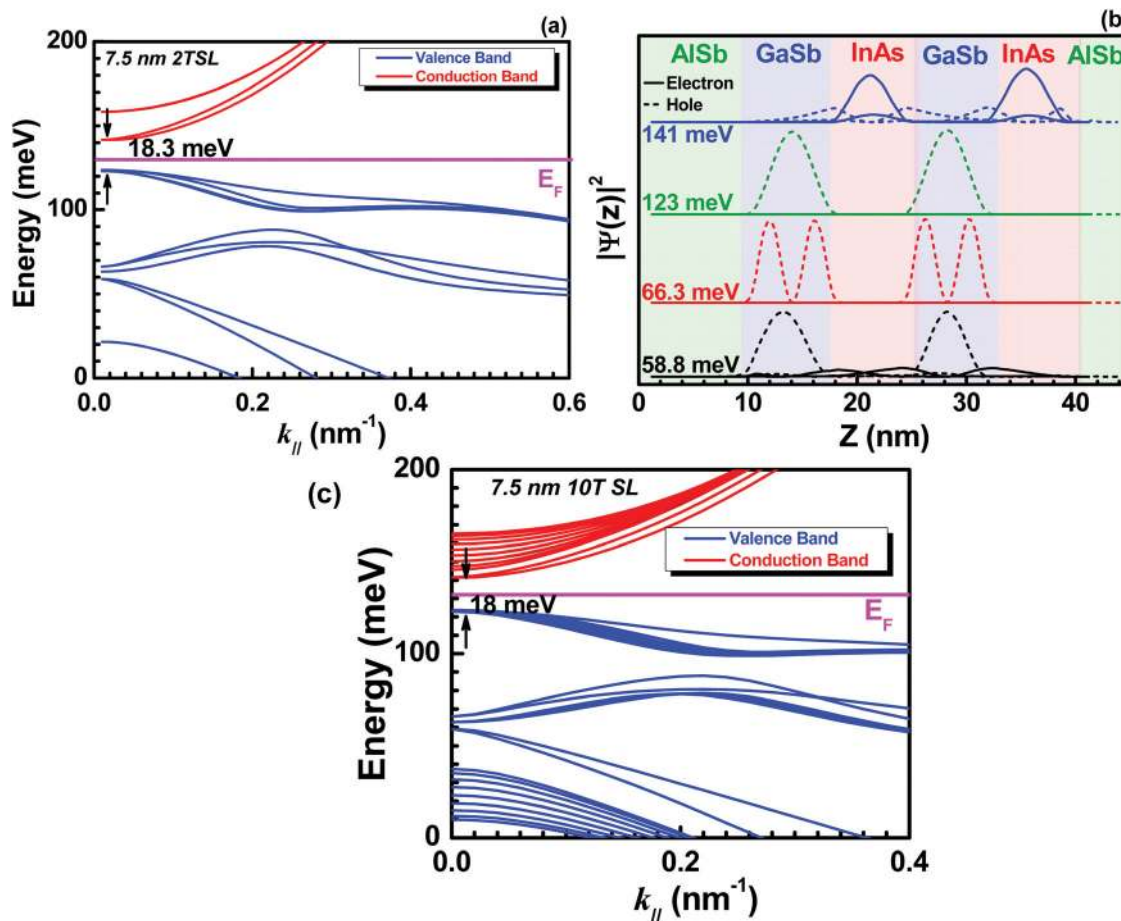 (a)
7.5 nm 2TSL
Valence Band
Conduction Band
18.3 meV
E_F
200
100
0
Energy (meV)
0.0 0.2 0.4 0.6
k_// (nm⁻¹)
(b)
AlSb GaSb InAs GaSb InAs AlSb
Electron
Hole
141 meV
123 meV
66.3 meV
58.8 meV
|Ψ(z)|²
0 10 20 30 40
Z (nm)
(c)
7.5 nm 10T SL
Valence Band
Conduction Band
18 meV
E_F
200
100
0
Energy (meV)
0.0 0.2 0.4
k_// (nm⁻¹)